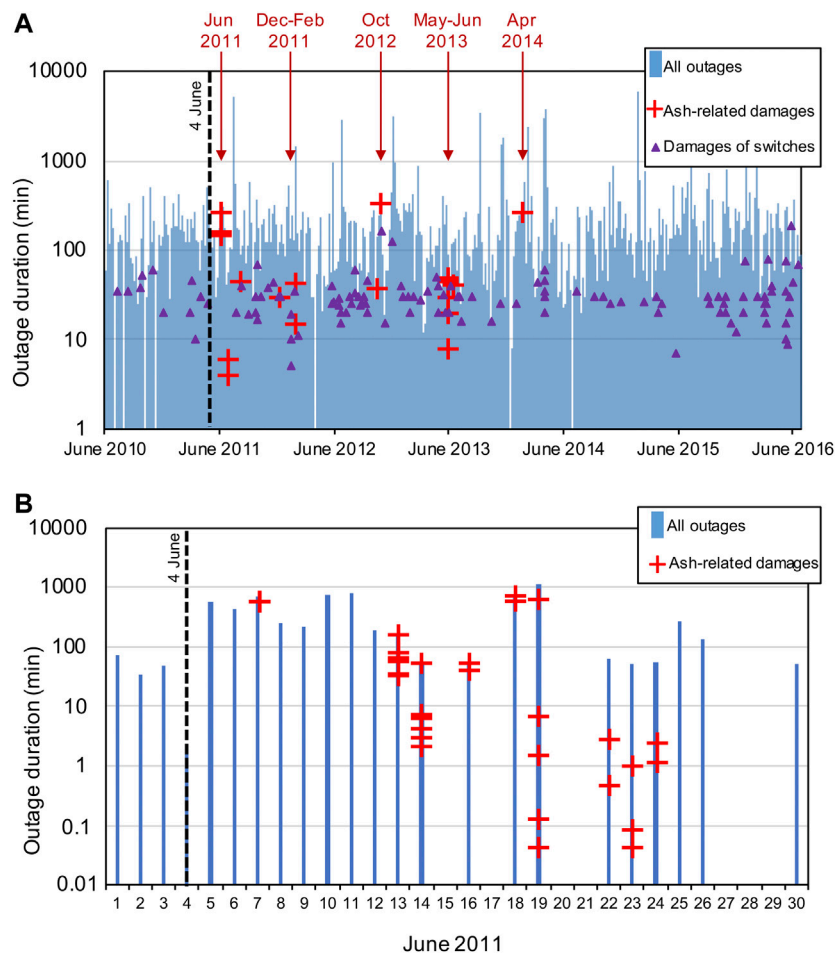 A
Jun
2011
Dec-Feb
2011
Oct
2012
May-Jun
2013
Apr
2014
All outages
Ash-related damages
Damages of switches
4 June
Outage duration (min)
10000
1000
100
10
1
June 2010
June 2011
June 2012
June 2013
June 2014
June 2015
June 2016
B
All outages
Ash-related damages
4 June
Outage duration (min)
10000
1000
100
10
1
0.1
0.01
1 2 3 4 5 6 7 8 9 10 11 12 13 14 15 16 17 18 19 20 21 22 23 24 25 26 27 28 29 30
June 2011